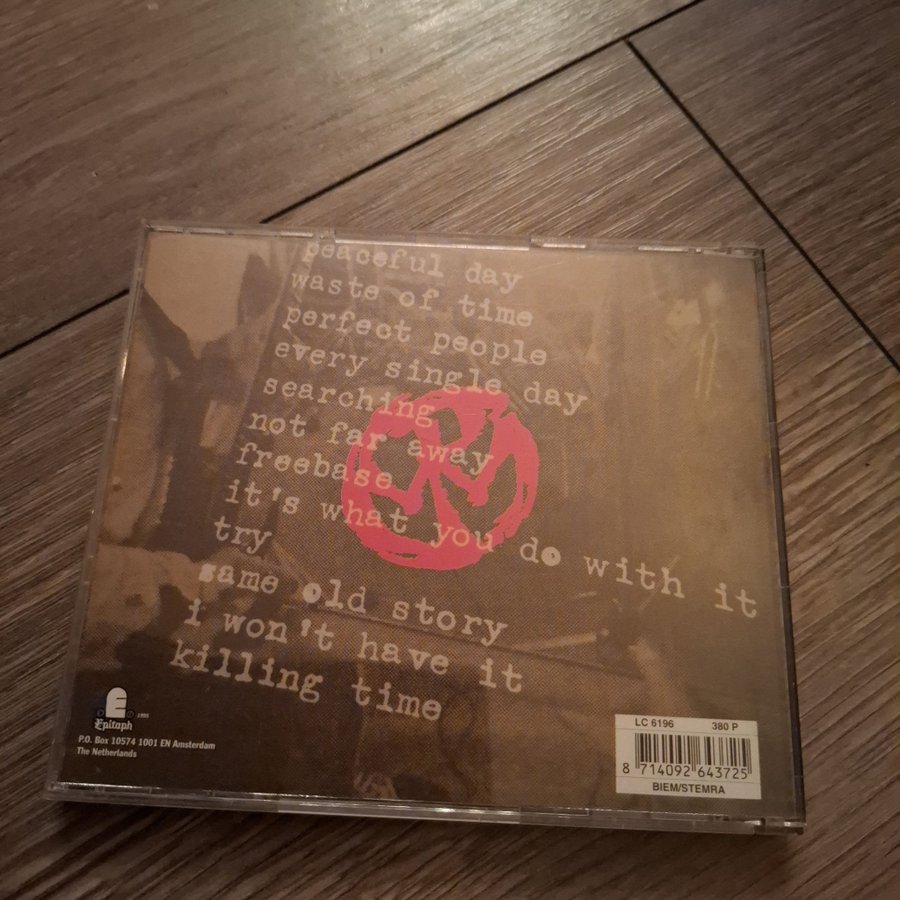 peaceful day
waste of time
perfect people
every single day
searching
not far away
freebase
it's what you do with it
try
same old story
i won't have it
killing time
E
Epitaph 1995
P.O. Box 10574 1001 EN Amsterdam
The Netherlands
LC 6196 380 P
8 714092 643725
BIEM/STEMRA